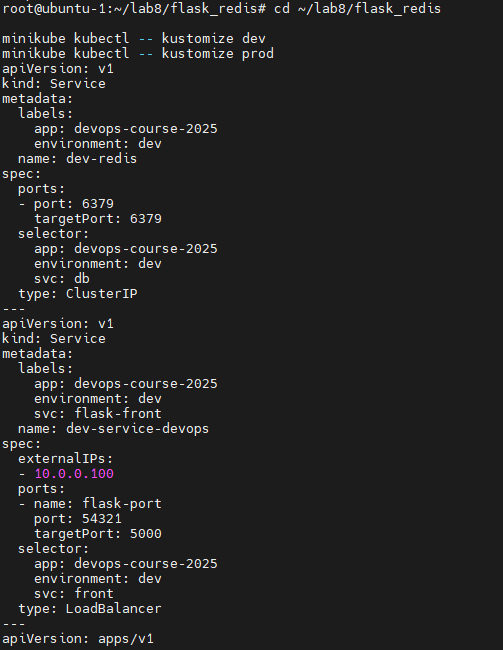 root@ubuntu-1:~/lab8/flask_redis# cd ~/lab8/flask_redis

minikube kubectl -- kustomize dev
minikube kubectl -- kustomize prod
apiVersion: v1
kind: Service
metadata:
  labels:
    app: devops-course-2025
    environment: dev
  name: dev-redis
spec:
  ports:
  - port: 6379
    targetPort: 6379
  selector:
    app: devops-course-2025
    environment: dev
    svc: db
  type: ClusterIP
---
apiVersion: v1
kind: Service
metadata:
  labels:
    app: devops-course-2025
    environment: dev
    svc: flask-front
  name: dev-service-devops
spec:
  externalIPs:
  - 10.0.0.100
  ports:
  - name: flask-port
    port: 54321
    targetPort: 5000
  selector:
    app: devops-course-2025
    environment: dev
    svc: front
  type: LoadBalancer
---
apiVersion: apps/v1